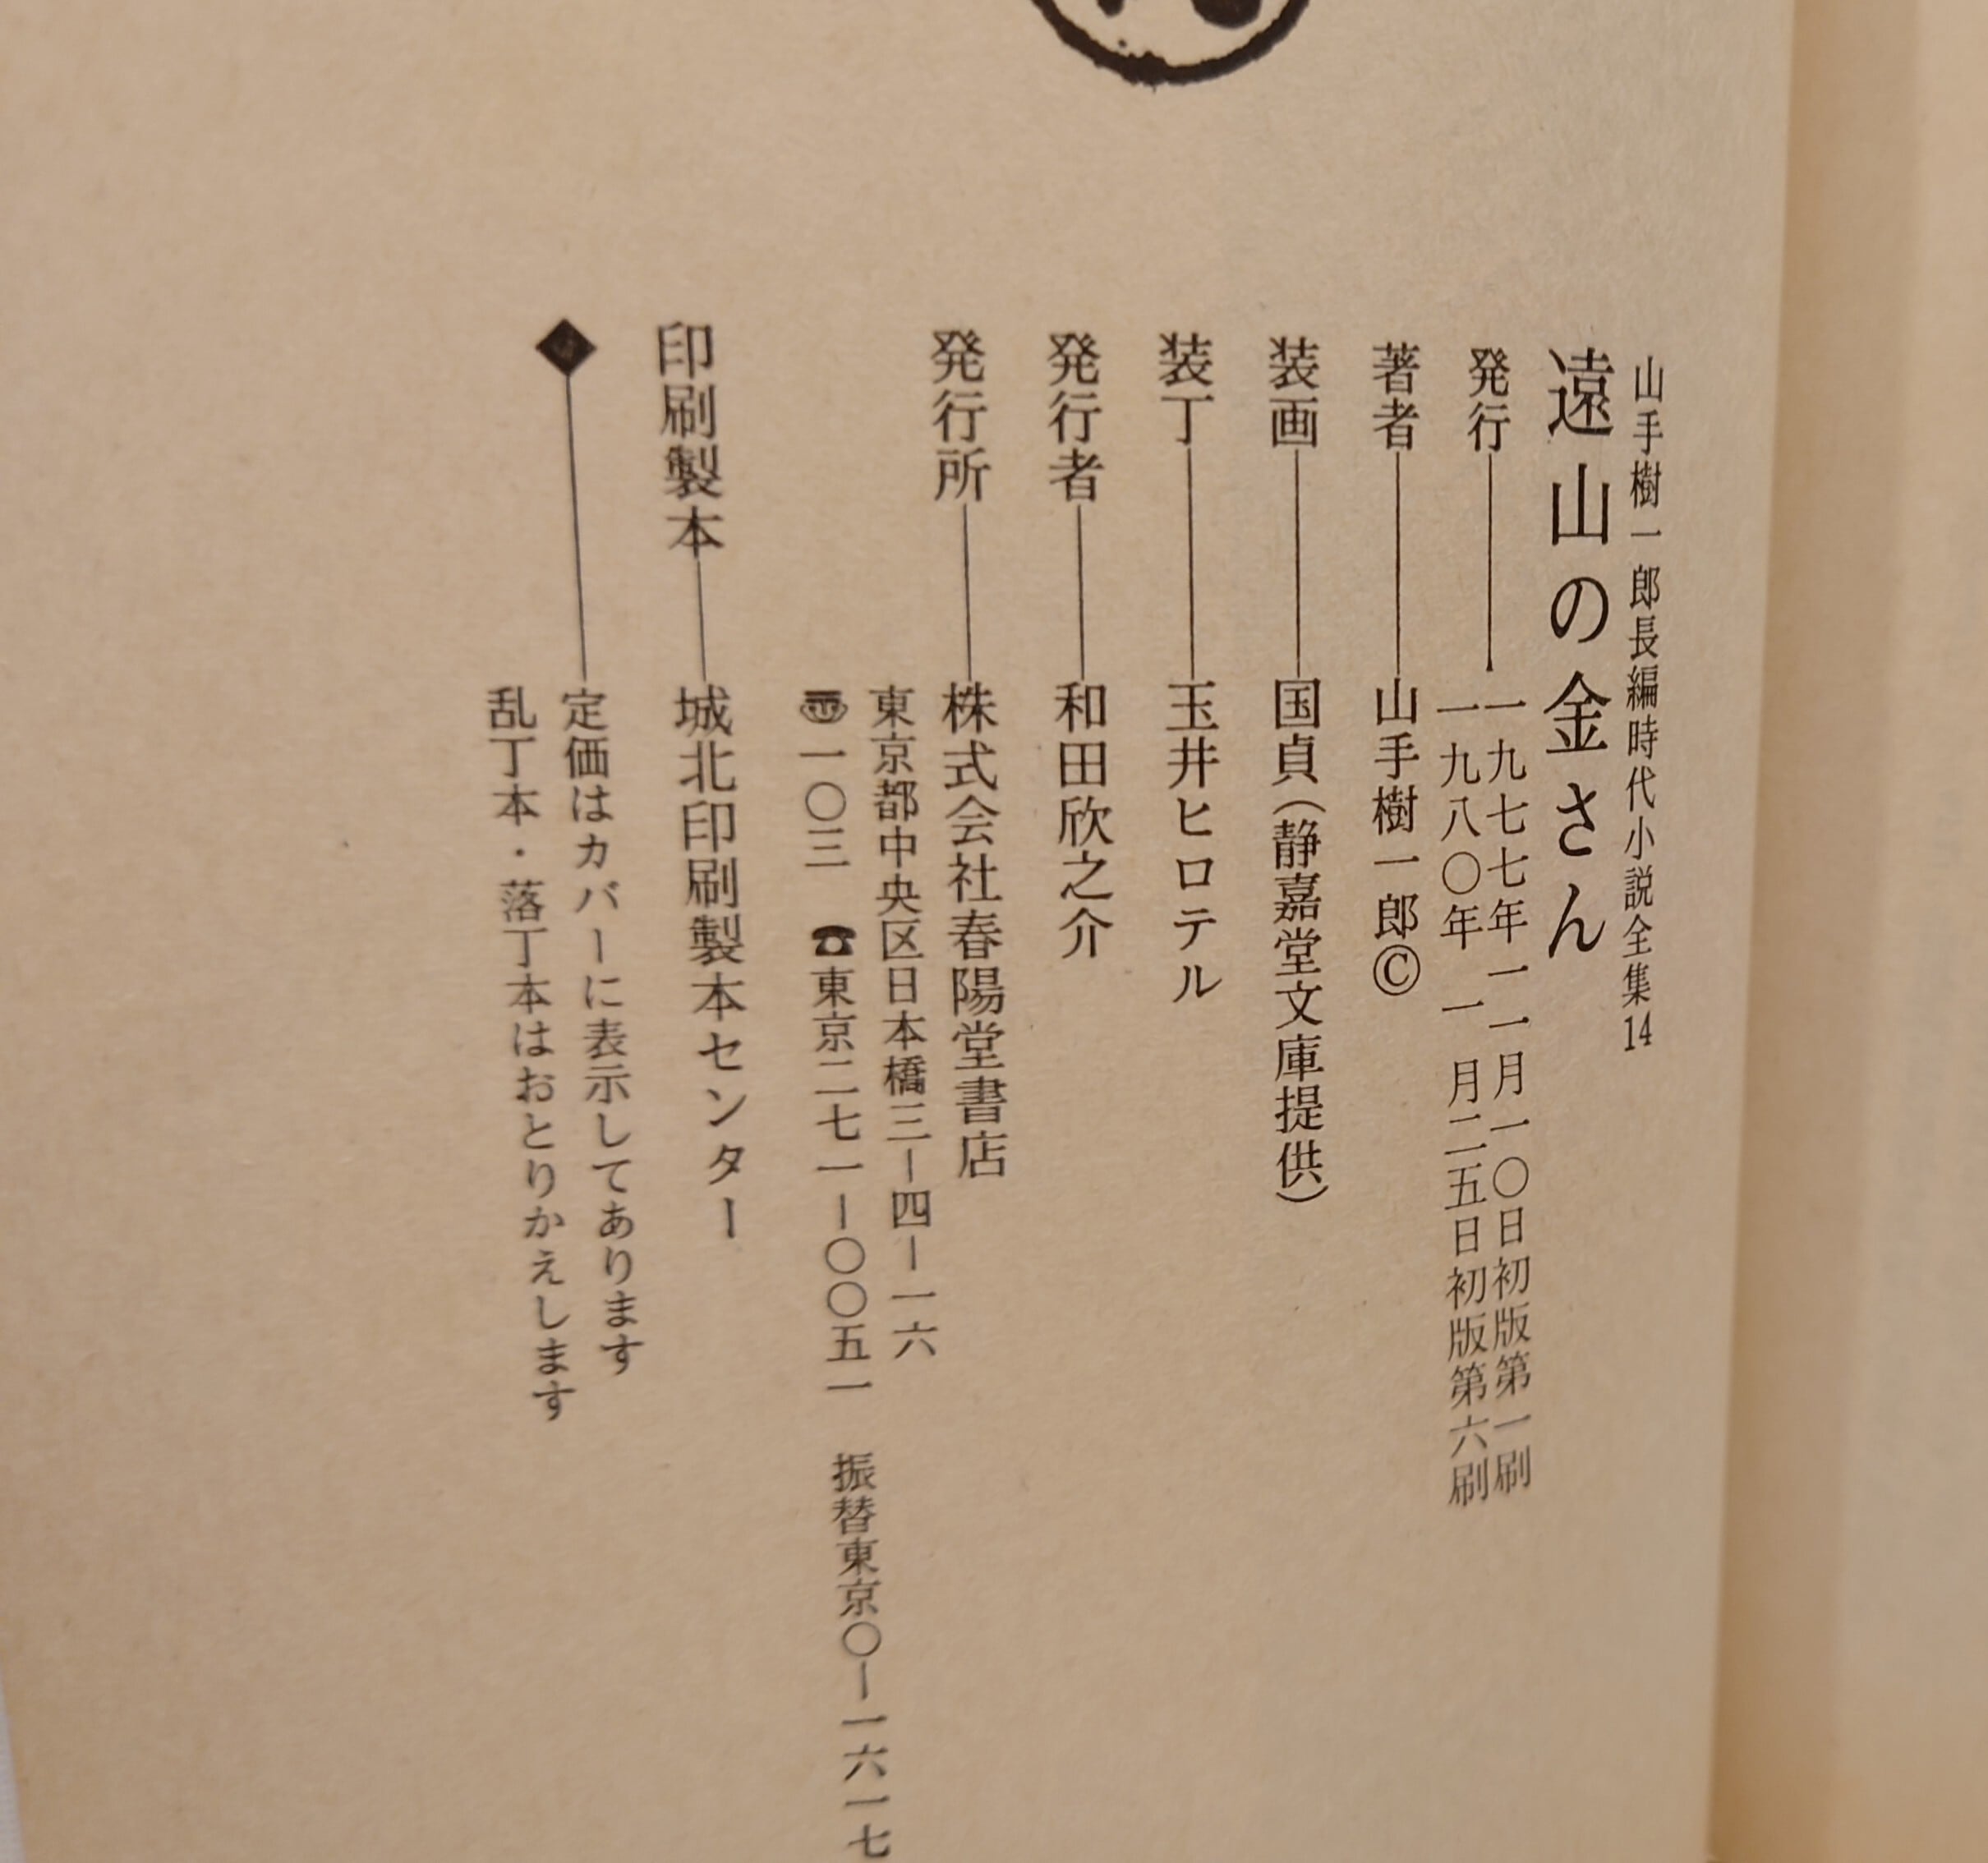 山手樹一郎長編時代小説全集14
遠山の金さん
発行――一九七七年一一月一〇日初版第一刷
一九八〇年一月二五日初版第六刷
著者――山手樹一郎©
装画――国貞(静嘉堂文庫提供)
装丁――玉井ヒロテル
発行者――和田欣之介
発行所――株式会社春陽堂書店
東京都中央区日本橋三―四―一六
〠一〇三 ☎東京二七一―〇〇五一 振替東京〇―一六一七
印刷製本――城北印刷製本センター
◆――定価はカバーに表示してあります
乱丁本・落丁本はおとりかえします